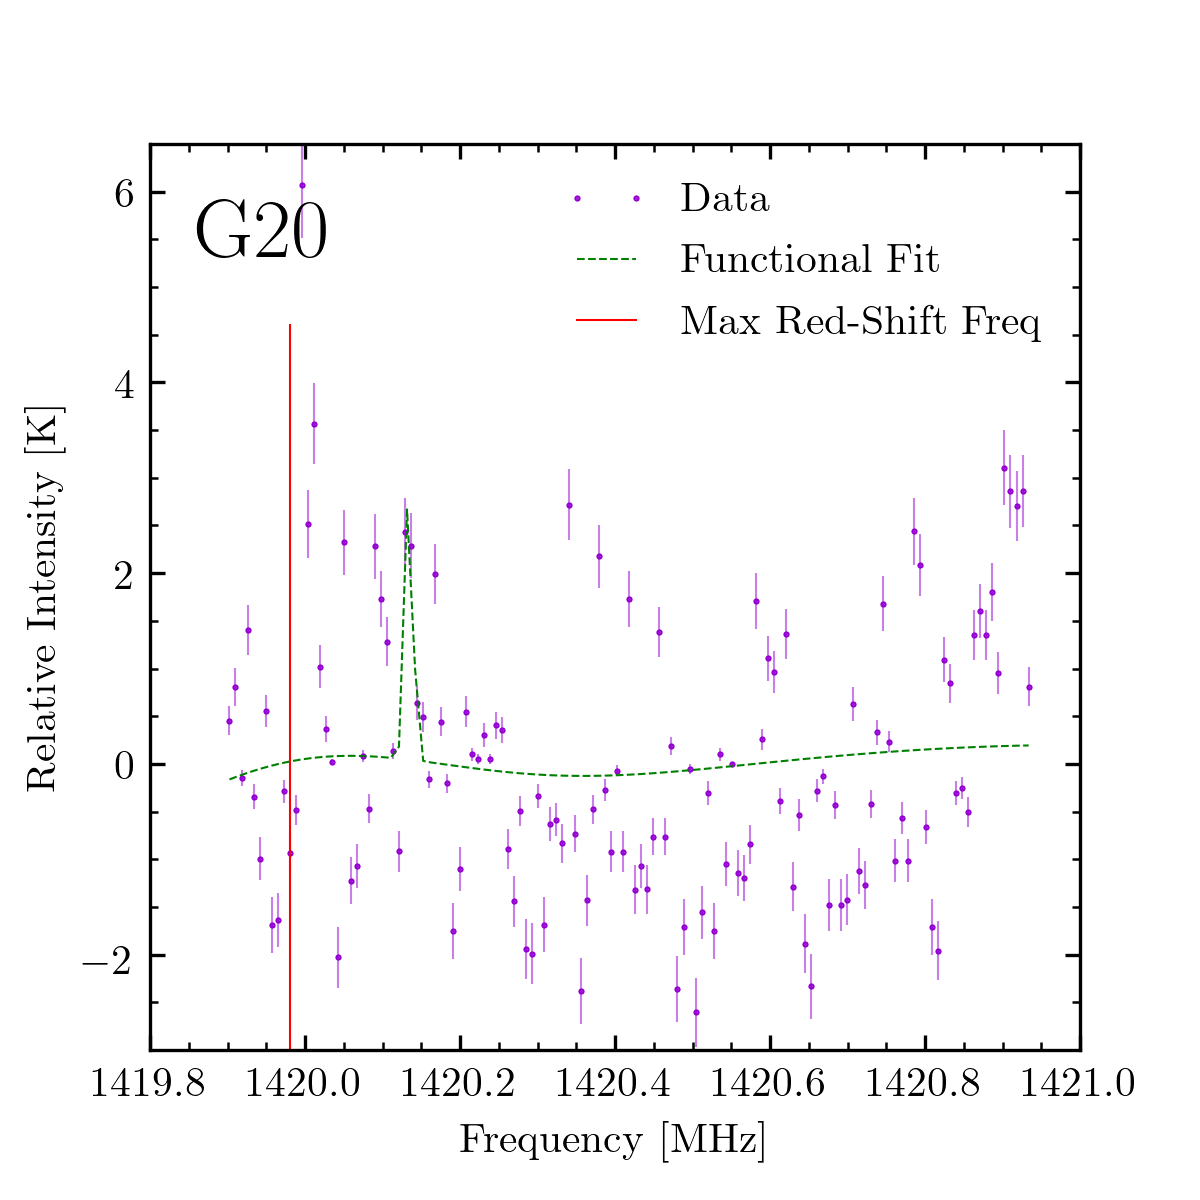 G20
Data
Functional Fit
Max Red-Shift Freq
6
4
2
0
−2
Relative Intensity [K]
1419.8 1420.0 1420.2 1420.4 1420.6 1420.8 1421.0
Frequency [MHz]